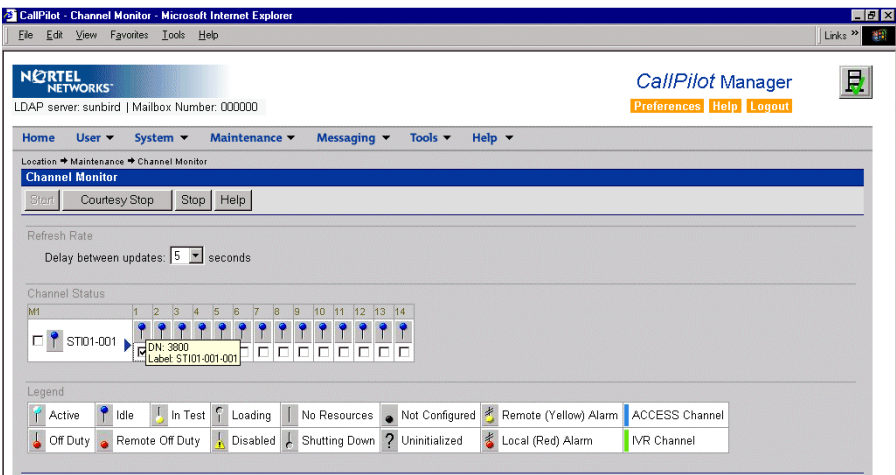 CallPilot - Channel Monitor - Microsoft Internet Explorer
File Edit View Favorites Tools Help
Links »
NORTEL
NETWORKS™
CallPilot Manager
LDAP server: sunbird | Mailbox Number: 000000
Preferences Help Logout
Home User System Maintenance Messaging Tools Help
Location Maintenance Channel Monitor
Channel Monitor
Start Courtesy Stop Stop Help
Refresh Rate
Delay between updates: 5 seconds
Channel Status
M1 1 2 3 4 5 6 7 8 9 10 11 12 13 14
STI01-001
DN: 3800
Label: STI01-001-001
Legend
Active Idle In Test Loading No Resources Not Configured Remote (Yellow) Alarm ACCESS Channel
Off Duty Remote Off Duty Disabled Shutting Down ? Uninitialized Local (Red) Alarm IVR Channel